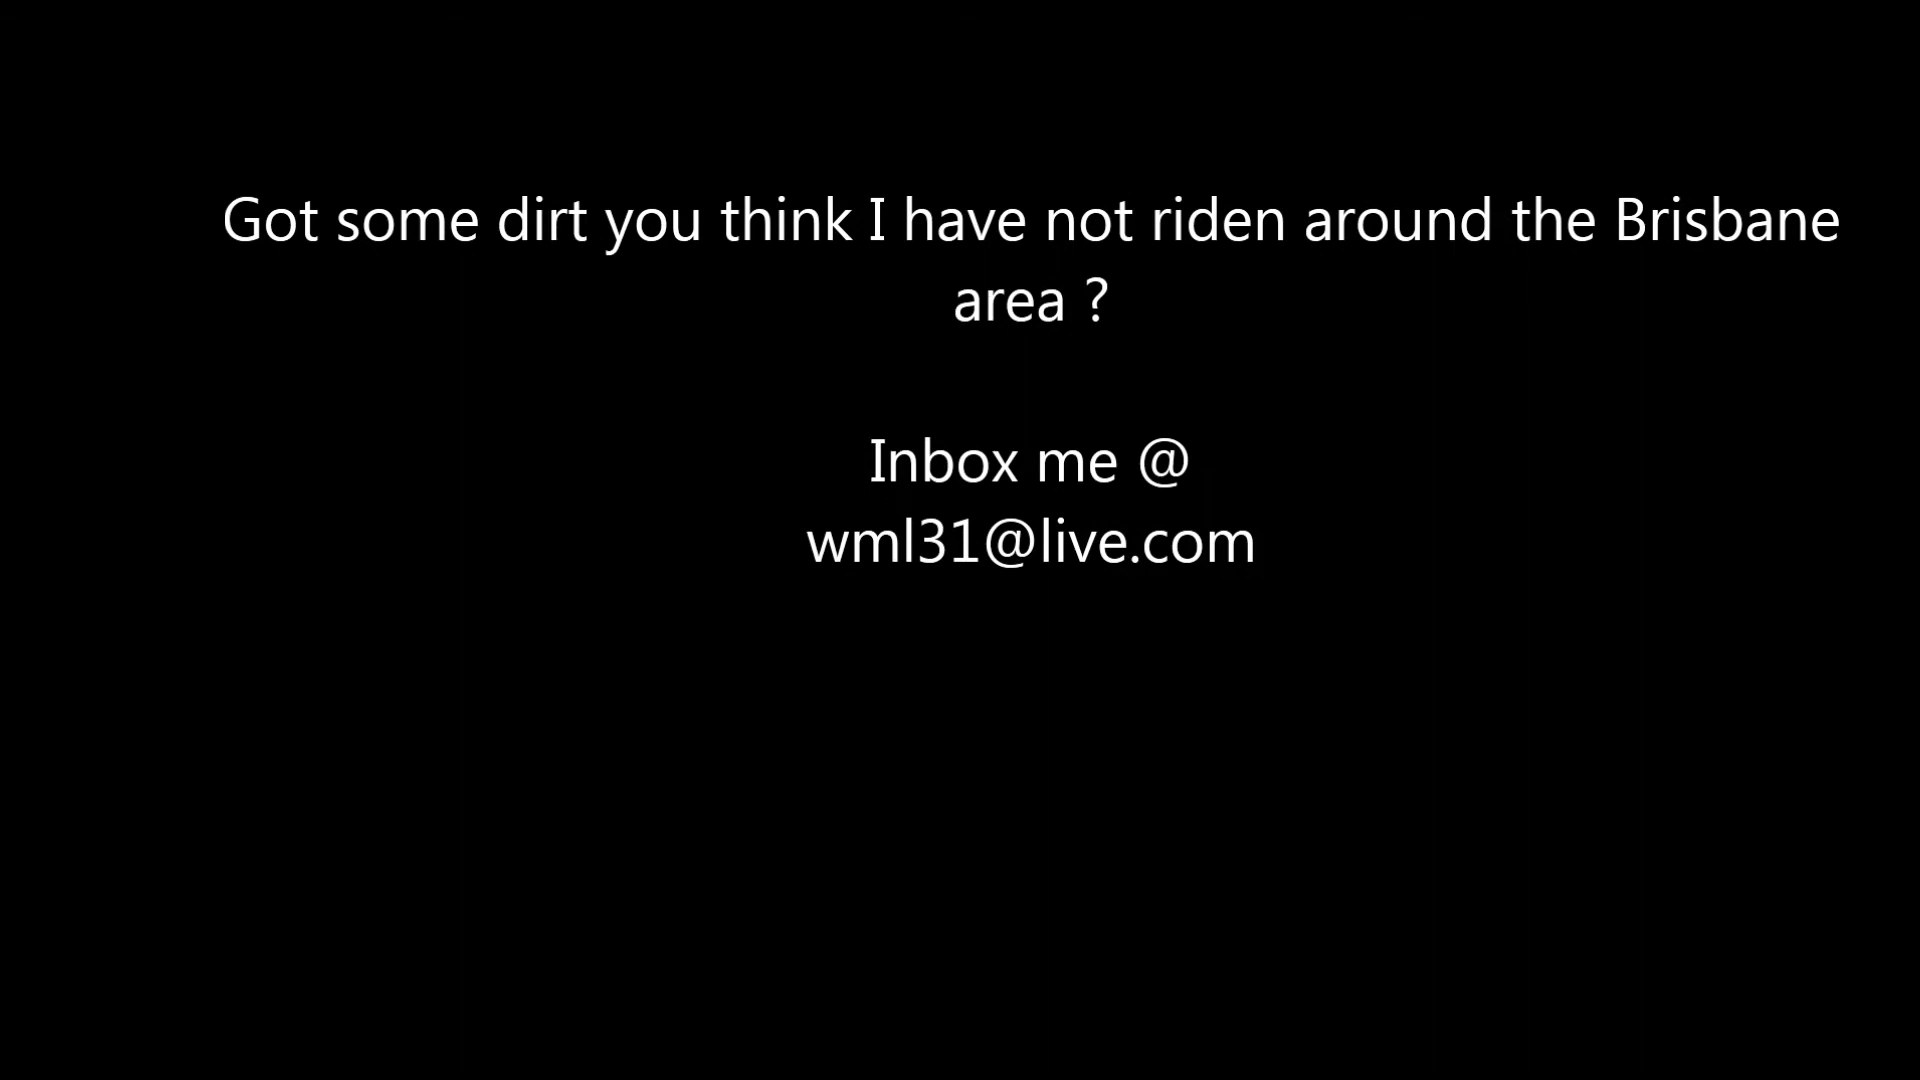 Got some dirt you think I have not riden around the Brisbane
area ?
Inbox me @
wml31@live.com